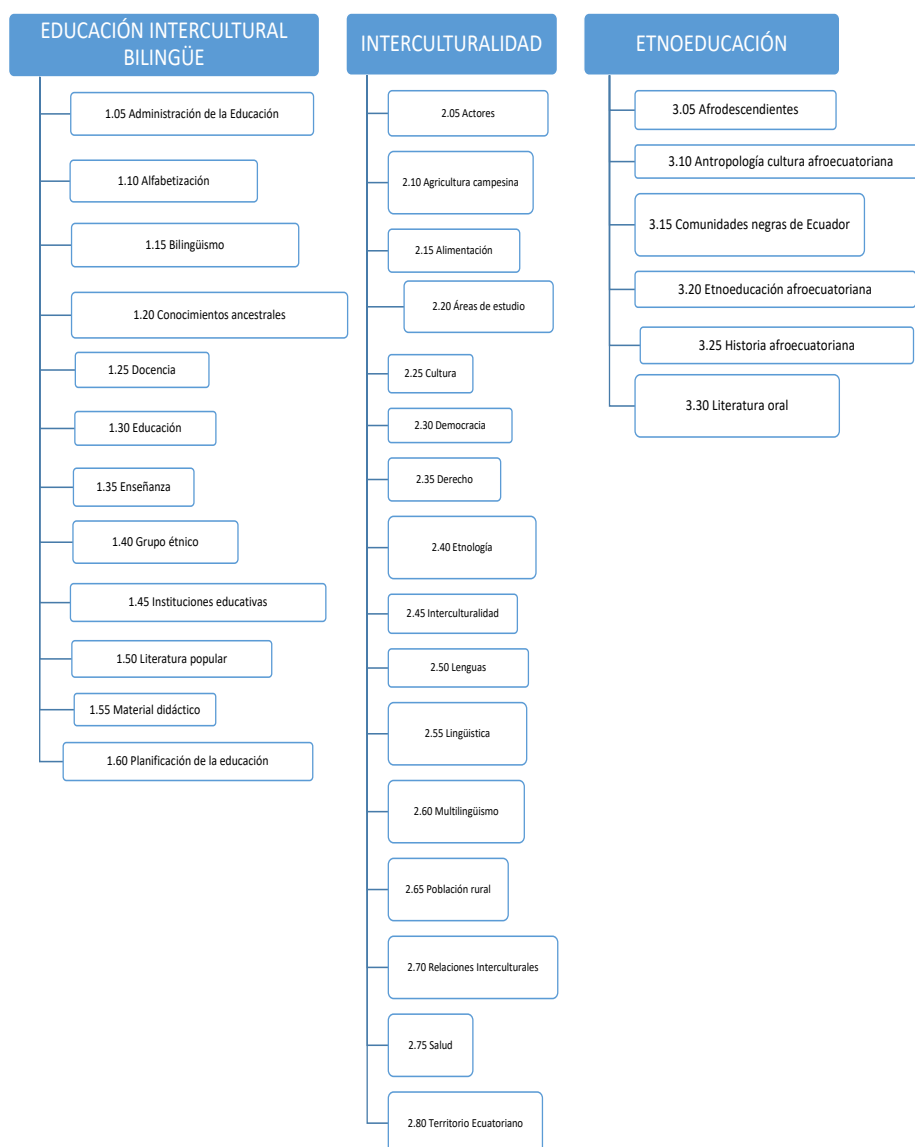 EDUCACIÓN INTERCULTURAL
BILINGÜE
1.05 Administración de la Educación
1.10 Alfabetización
1.15 Bilingüismo
1.20 Conocimientos ancestrales
1.25 Docencia
1.30 Educación
1.35 Enseñanza
1.40 Grupo étnico
1.45 Instituciones educativas
1.50 Literatura popular
1.55 Material didáctico
1.60 Planificación de la educación
INTERCULTURALIDAD
2.05 Actores
2.10 Agricultura campesina
2.15 Alimentación
2.20 Áreas de estudio
2.25 Cultura
2.30 Democracia
2.35 Derecho
2.40 Etnología
2.45 Interculturalidad
2.50 Lenguas
2.55 Lingüistica
2.60 Multilingüismo
2.65 Población rural
2.70 Relaciones Interculturales
2.75 Salud
2.80 Territorio Ecuatoriano
ETNOEDUCACIÓN
3.05 Afrodescendientes
3.10 Antropología cultura afroecuatoriana
3.15 Comunidades negras de Ecuador
3.20 Etnoeducación afroecuatoriana
3.25 Historia afroecuatoriana
3.30 Literatura oral